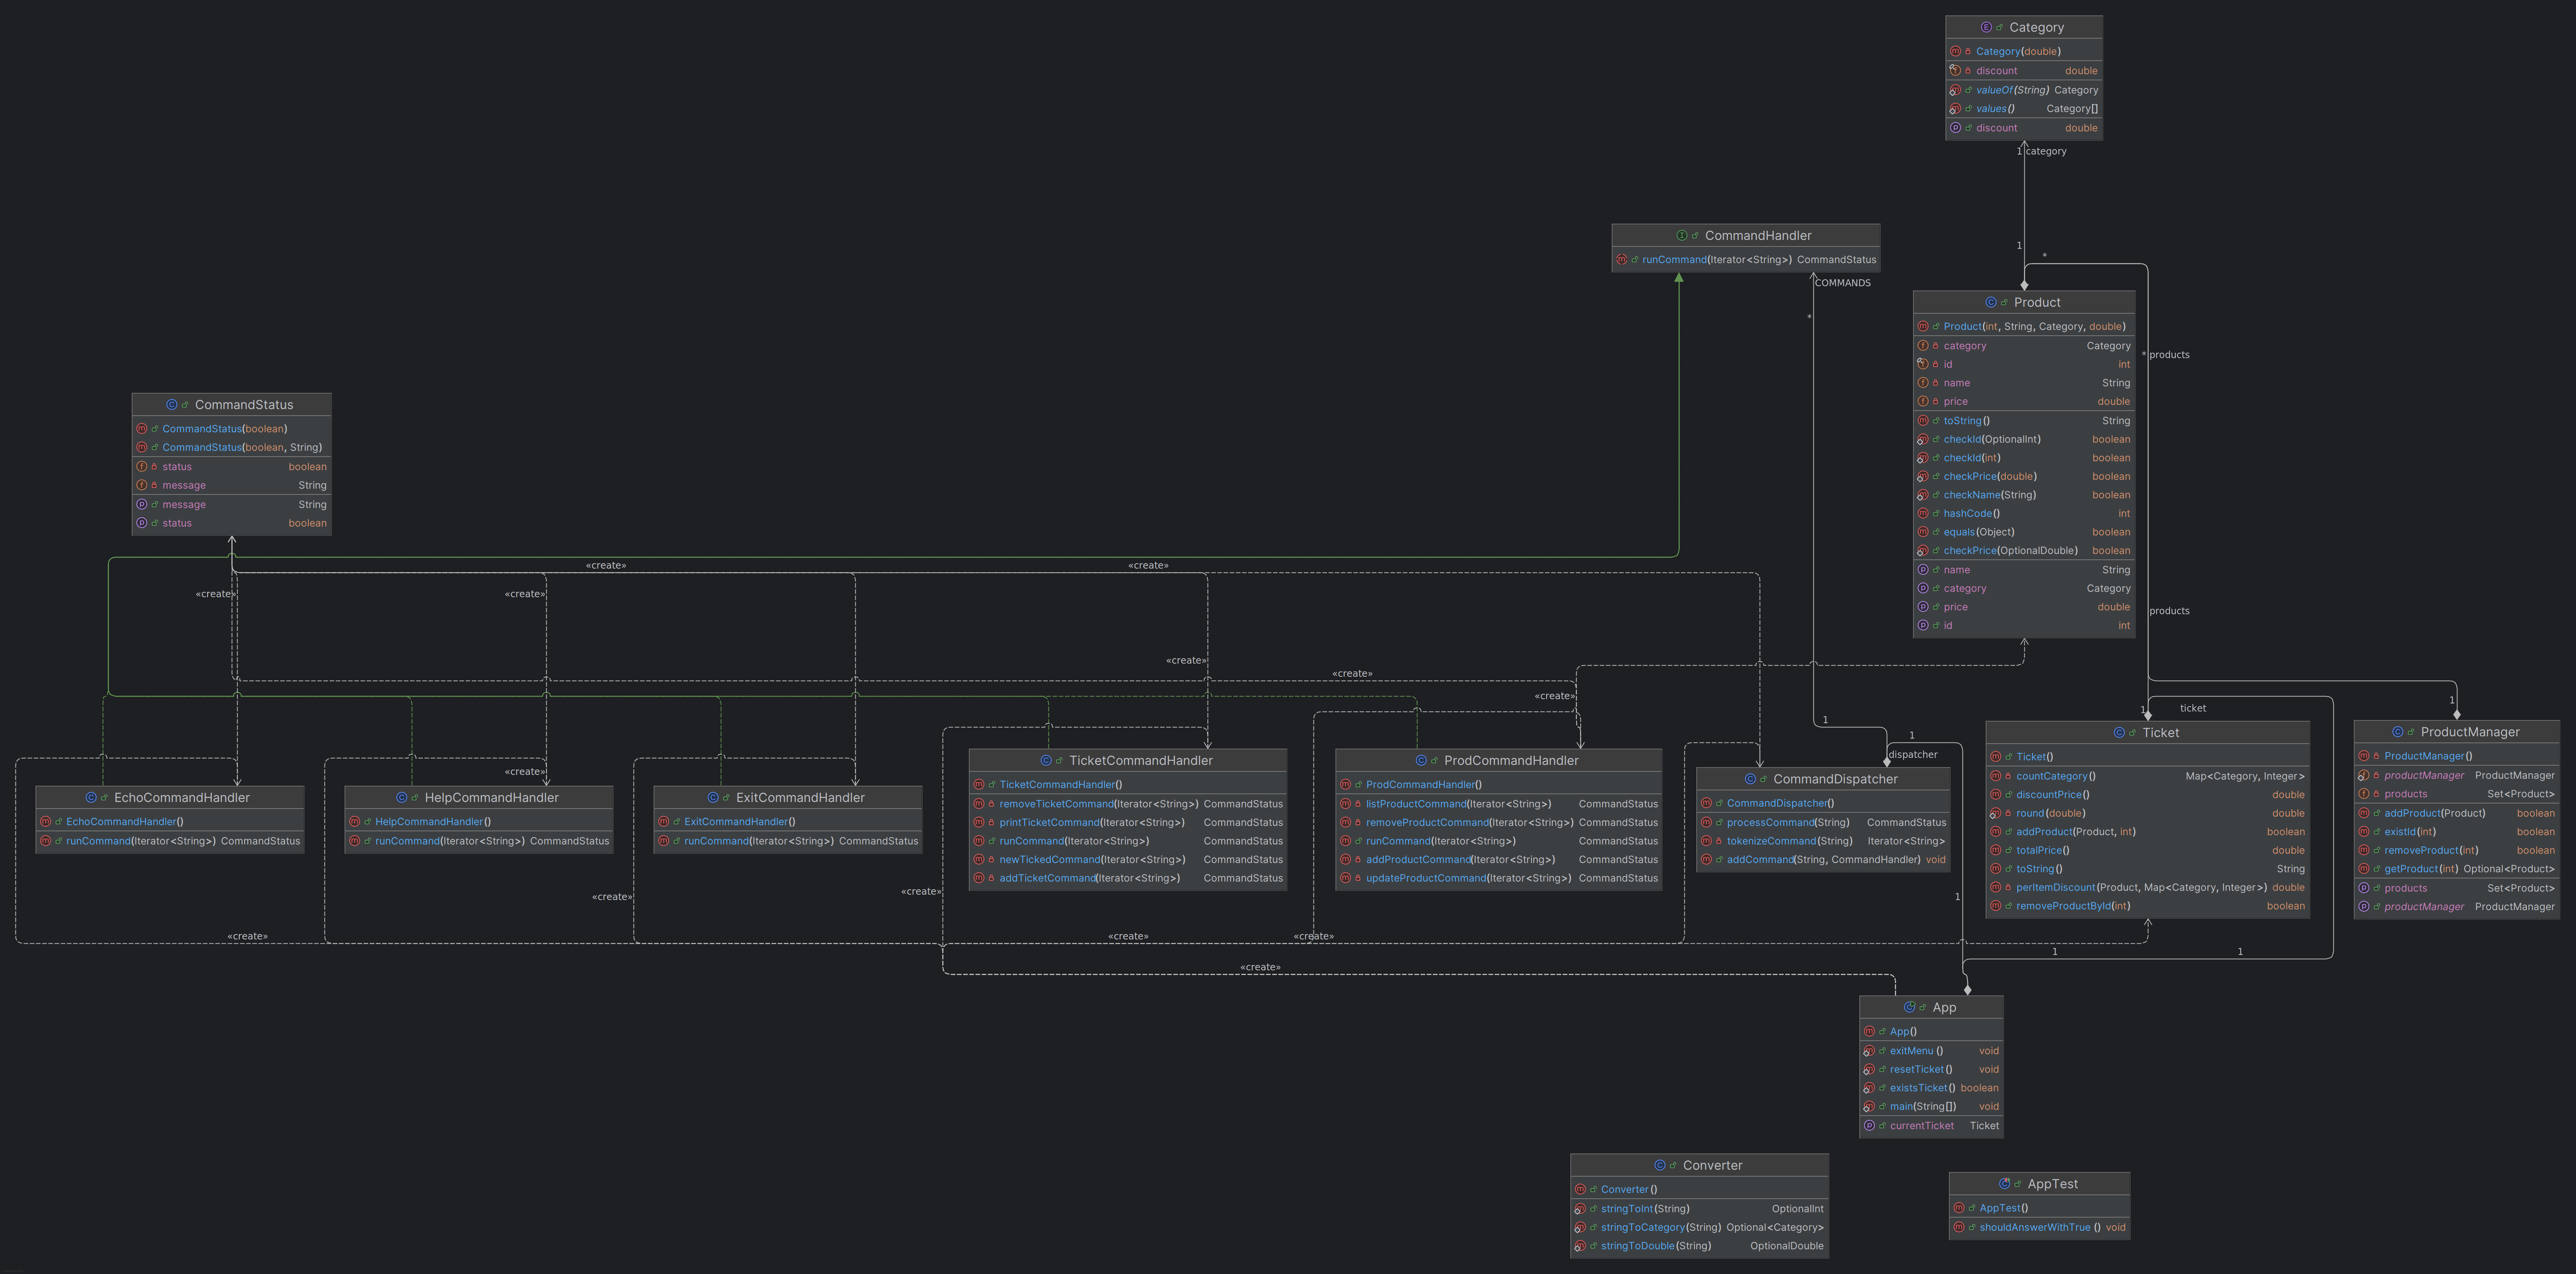 Category
Category(double)
discount double
valueOf(String) Category
values() Category[]
discount double
1 category
1
CommandHandler
runCommand(Iterator<String>) CommandStatus
COMMANDS
*
*
Product
Product(int, String, Category, double)
category Category
id int
name String
price double
toString() String
checkId(OptionalInt) boolean
checkId(int) boolean
checkPrice(double) boolean
checkName(String) boolean
hashCode() int
equals(Object) boolean
checkPrice(OptionalDouble) boolean
name String
category Category
price double
id int
* products
products
CommandStatus
CommandStatus(boolean)
CommandStatus(boolean, String)
status boolean
message String
message String
status boolean
«create»
«create»
«create»
«create»
«create»
«create»
«create»
«create»
EchoCommandHandler
EchoCommandHandler()
runCommand(Iterator<String>) CommandStatus
HelpCommandHandler
HelpCommandHandler()
runCommand(Iterator<String>) CommandStatus
ExitCommandHandler
ExitCommandHandler()
runCommand(Iterator<String>) CommandStatus
TicketCommandHandler
TicketCommandHandler()
removeTicketCommand(Iterator<String>) CommandStatus
printTicketCommand(Iterator<String>) CommandStatus
runCommand(Iterator<String>) CommandStatus
newTickedCommand(Iterator<String>) CommandStatus
addTicketCommand(Iterator<String>) CommandStatus
ProdCommandHandler
ProdCommandHandler()
listProductCommand(Iterator<String>) CommandStatus
removeProductCommand(Iterator<String>) CommandStatus
runCommand(Iterator<String>) CommandStatus
addProductCommand(Iterator<String>) CommandStatus
updateProductCommand(Iterator<String>) CommandStatus
1
1
dispatcher
CommandDispatcher
CommandDispatcher()
processCommand(String) CommandStatus
tokenizeCommand(String) Iterator<String>
addCommand(String, CommandHandler) void
1
ticket
Ticket
Ticket()
countCategory() Map<Category, Integer>
discountPrice() double
round(double) double
addProduct(Product, int) boolean
totalPrice() double
toString() String
perItemDiscount(Product, Map<Category, Integer>) double
removeProductById(int) boolean
1
ProductManager
ProductManager()
productManager ProductManager
products Set<Product>
addProduct(Product) boolean
existId(int) boolean
removeProduct(int) boolean
getProduct(int) Optional<Product>
products Set<Product>
productManager ProductManager
«create»
«create»
1
«create»
«create»
«create»
1
1
«create»
App
App()
exitMenu() void
resetTicket() void
existsTicket() boolean
main(String[]) void
currentTicket Ticket
Converter
Converter()
stringToInt(String) OptionalInt
stringToCategory(String) Optional<Category>
stringToDouble(String) OptionalDouble
AppTest
AppTest()
shouldAnswerWithTrue() void